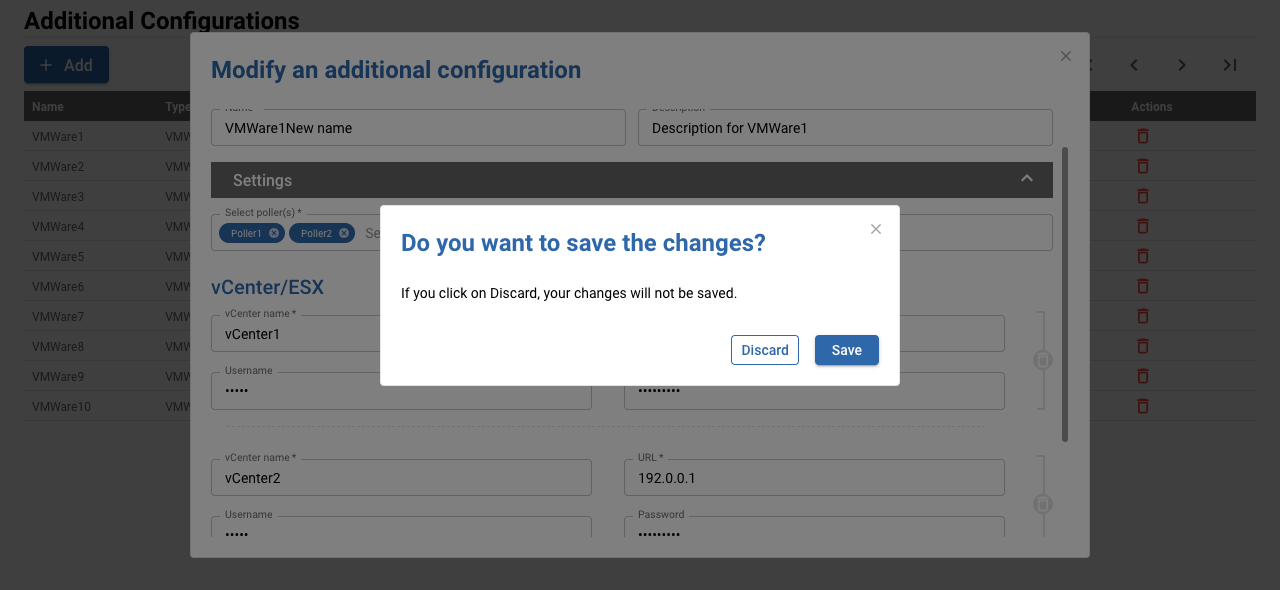 Additional Configurations
Add
Modify an additional configuration
Name Type Actions
Name Description
VMWare1New name Description for VMWare1
VMWare1 VMW
VMWare2 VMW
Settings
VMWare3 VMW
Select poller(s) *
VMWare4 VMW
Poller1 Poller2 Se
Do you want to save the changes?
VMWare5 VMW
VMWare6 VMW
vCenter/ESX
If you click on Discard, your changes will not be saved.
vCenter name *
VMWare7 VMW
vCenter1
VMWare8 VMW
Discard Save
Username
VMWare9 VMW
••••• •••••••••
VMWare10 VMW
vCenter name * URL *
vCenter2 192.0.0.1
Username Password
••••• •••••••••